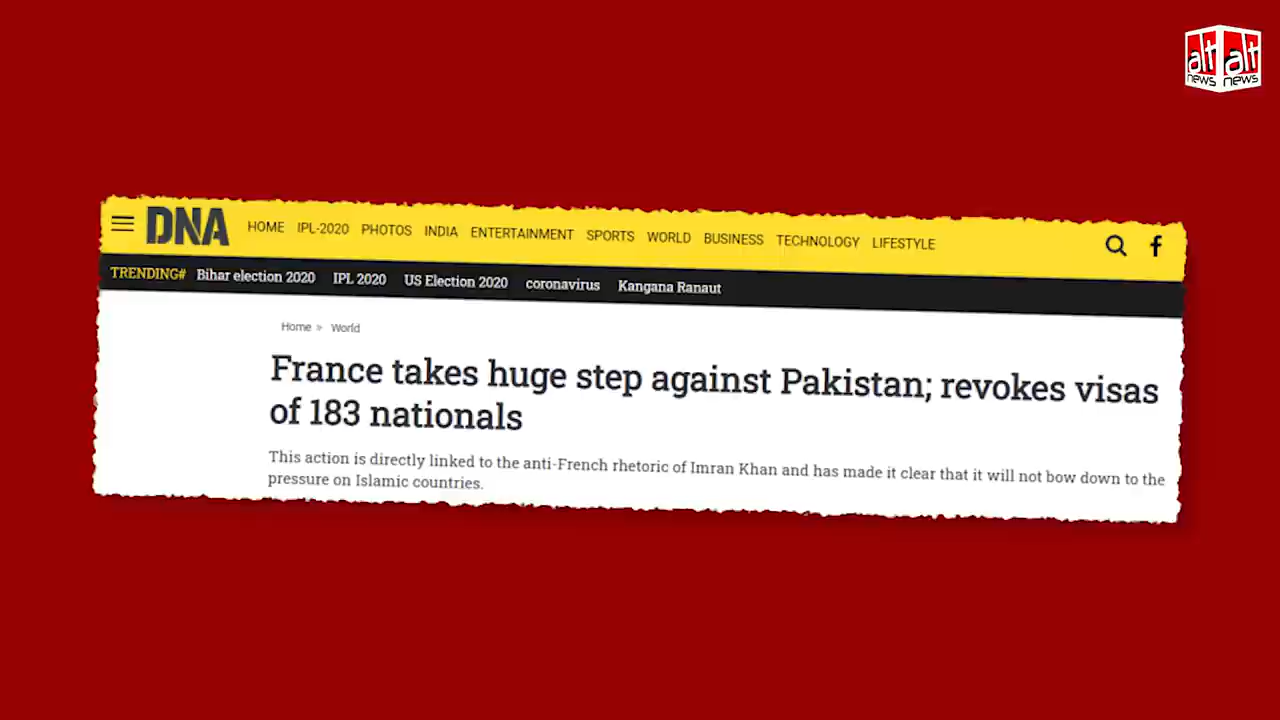 alt alt
news news
DNA HOME IPL-2020 PHOTOS INDIA ENTERTAINMENT SPORTS WORLD BUSINESS TECHNOLOGY LIFESTYLE f
TRENDING# Bihar election 2020 IPL 2020 US Election 2020 coronavirus Kangana Ranaut
Home » World
France takes huge step against Pakistan; revokes visas
of 183 nationals
This action is directly linked to the anti-French rhetoric of Imran Khan and has made it clear that it will not bow down to the
pressure on Islamic countries.